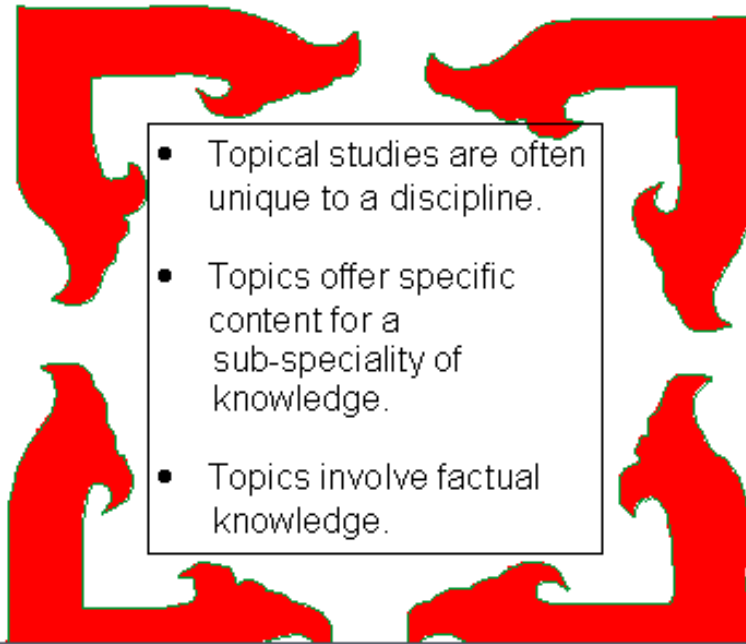 • Topical studies are often
unique to a discipline.
• Topics offer specific
content for a
sub-speciality of
knowledge.
• Topics involve factual
knowledge.